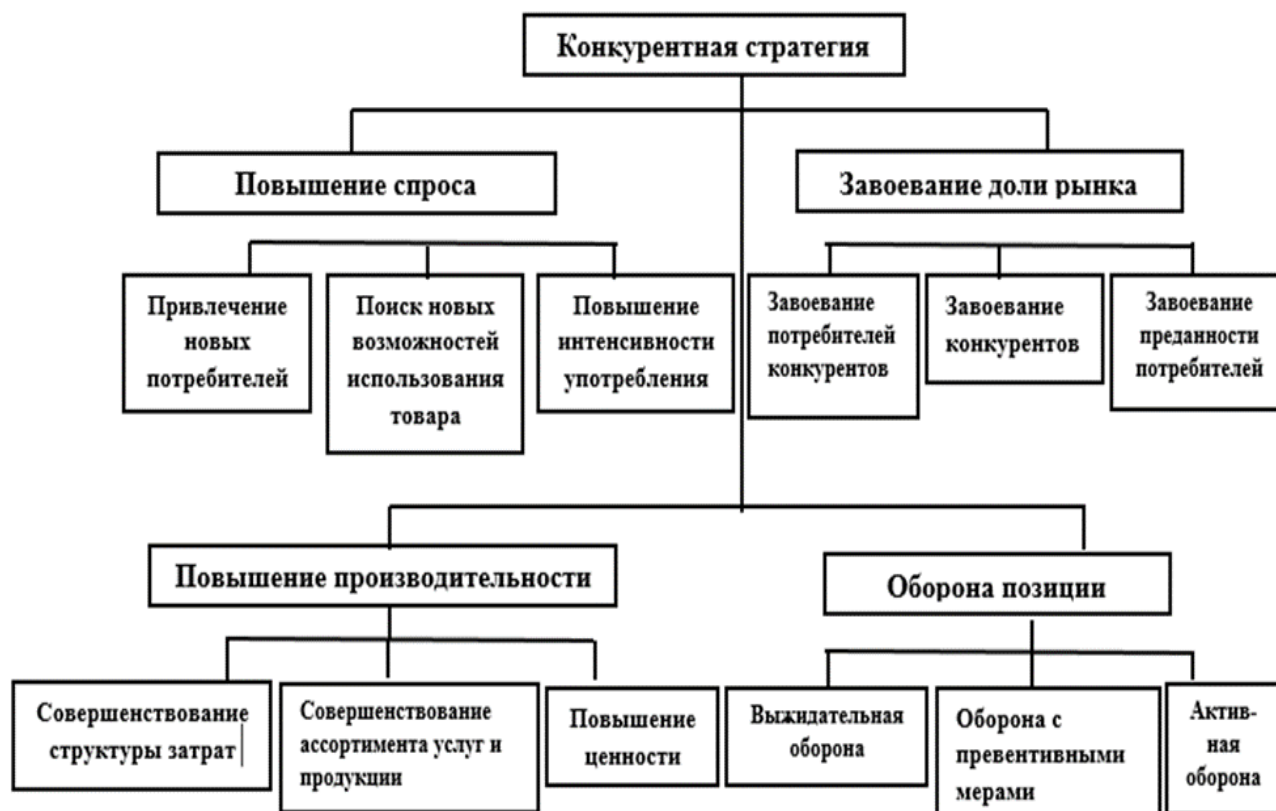 Конкурентная стратегия
Повышение спроса
Завоевание доли рынка
Привлечение
новых
потребителей
Поиск новых
возможностей
использования
товара
Повышение
интенсивности
употребления
Завоевание
потребителей
конкурентов
Завоевание
конкурентов
Завоевание
преданности
потребителей
Повышение производительности
Оборона позиции
Совершенствование
структуры затрат
Совершенствование
ассортимента услуг и
продукции
Повышение
ценности
Выжидательная
оборона
Оборона с
превентивными
мерами
Актив-
ная
оборона